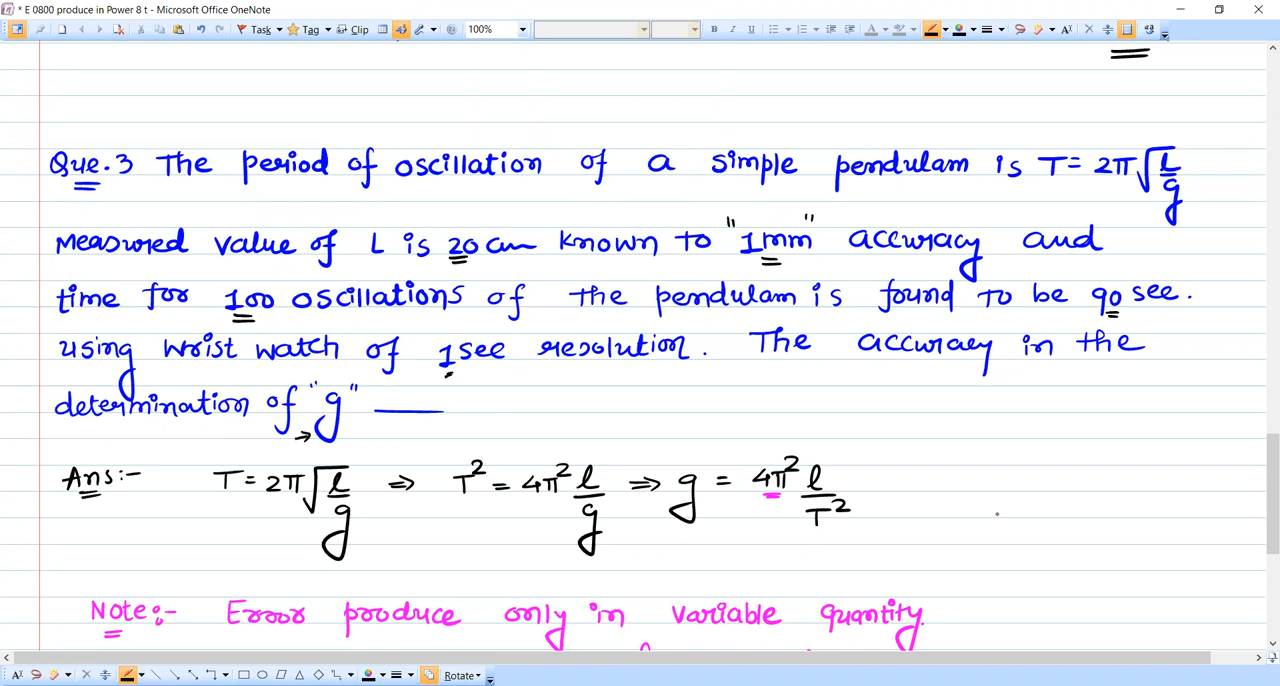 * E 0800 produce in Power 8 t - Microsoft Office OneNote
Task Tag Clip 100% B I U
Que.3 The period of oscillation of a simple pendulam is T= 2π√l/g
Measured value of L is 20 cm known to "1mm" accuracy and
time for 100 oscillations of the pendulam is found to be 90 sec.
using wrist watch of 1sec resolution. The accuracy in the
determination of "g" ——
Ans:- T= 2π√l/g ⇒ T² = 4π² l/g ⇒ g = 4π² l/T²
Note:- Error produce only in variable quantity.
Rotate